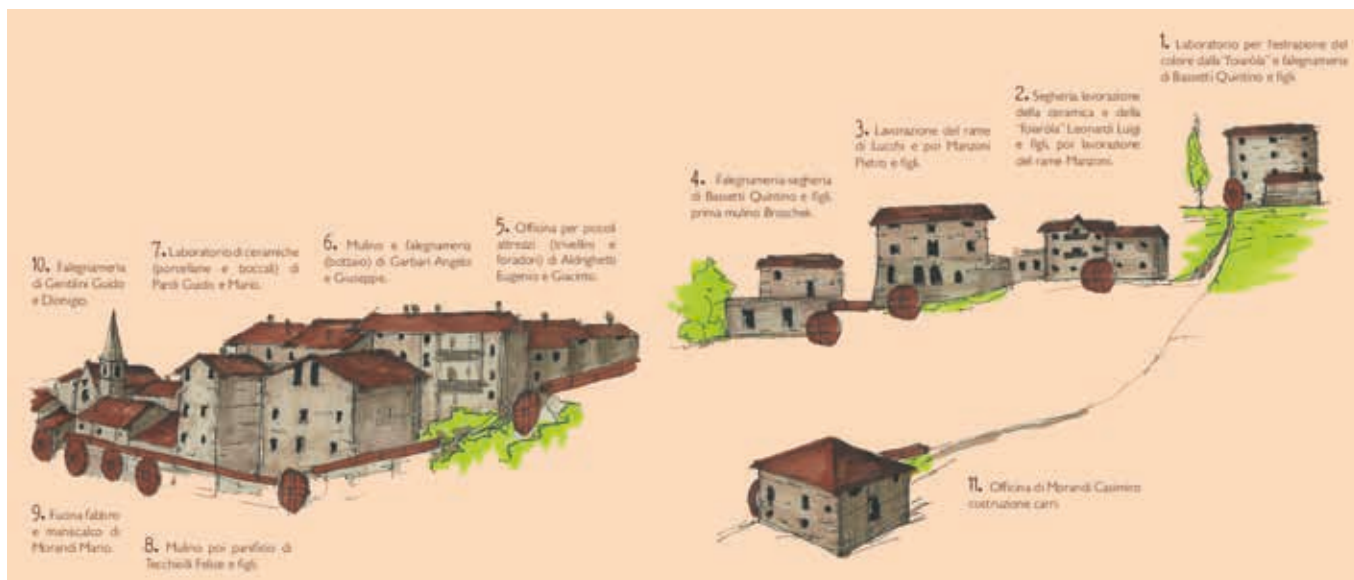 1. Laboratorio per l'estrazione del
colore dalla "foiaròla" e falegnameria
di Bassetti Quintino e figli.
2. Segheria, lavorazione
della ceramica e della
"foiaròla" Leonardi Luigi
e figli, poi lavorazione
del rame Manzoni.
3. Lavorazione del rame
di Lucchi e poi Manzoni
Pietro e figli.
4. Falegnameria-segheria
di Bassetti Quintino e figli,
prima mulino Broschek.
5. Officina per piccoli
attrezzi (trivellini e
foradori) di Aldrighetti
Eugenio e Giacinto.
6. Mulino e falegnameria
(bottaio) di Garbari Angelo
e Giuseppe.
7. Laboratorio di ceramiche
(porcellane e boccali) di
Pardi Guido e Mario.
10. Falegnameria
di Gentilini Guido
e Dionigio.
9. Fucina fabbro
e maniscalco di
Morandi Mario.
8. Mulino poi panificio di
Tecchiolli Felice e figli.
11. Officina di Morandi Casimiro
costruzione carri.